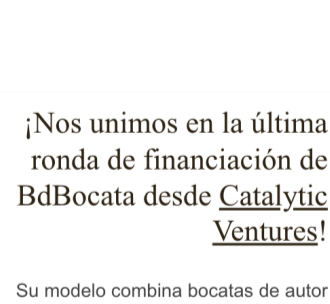 ¡Nos unimos en la última
ronda de financiación de
BdBocata desde Catalytic
Ventures!
Su modelo combina bocatas de autor